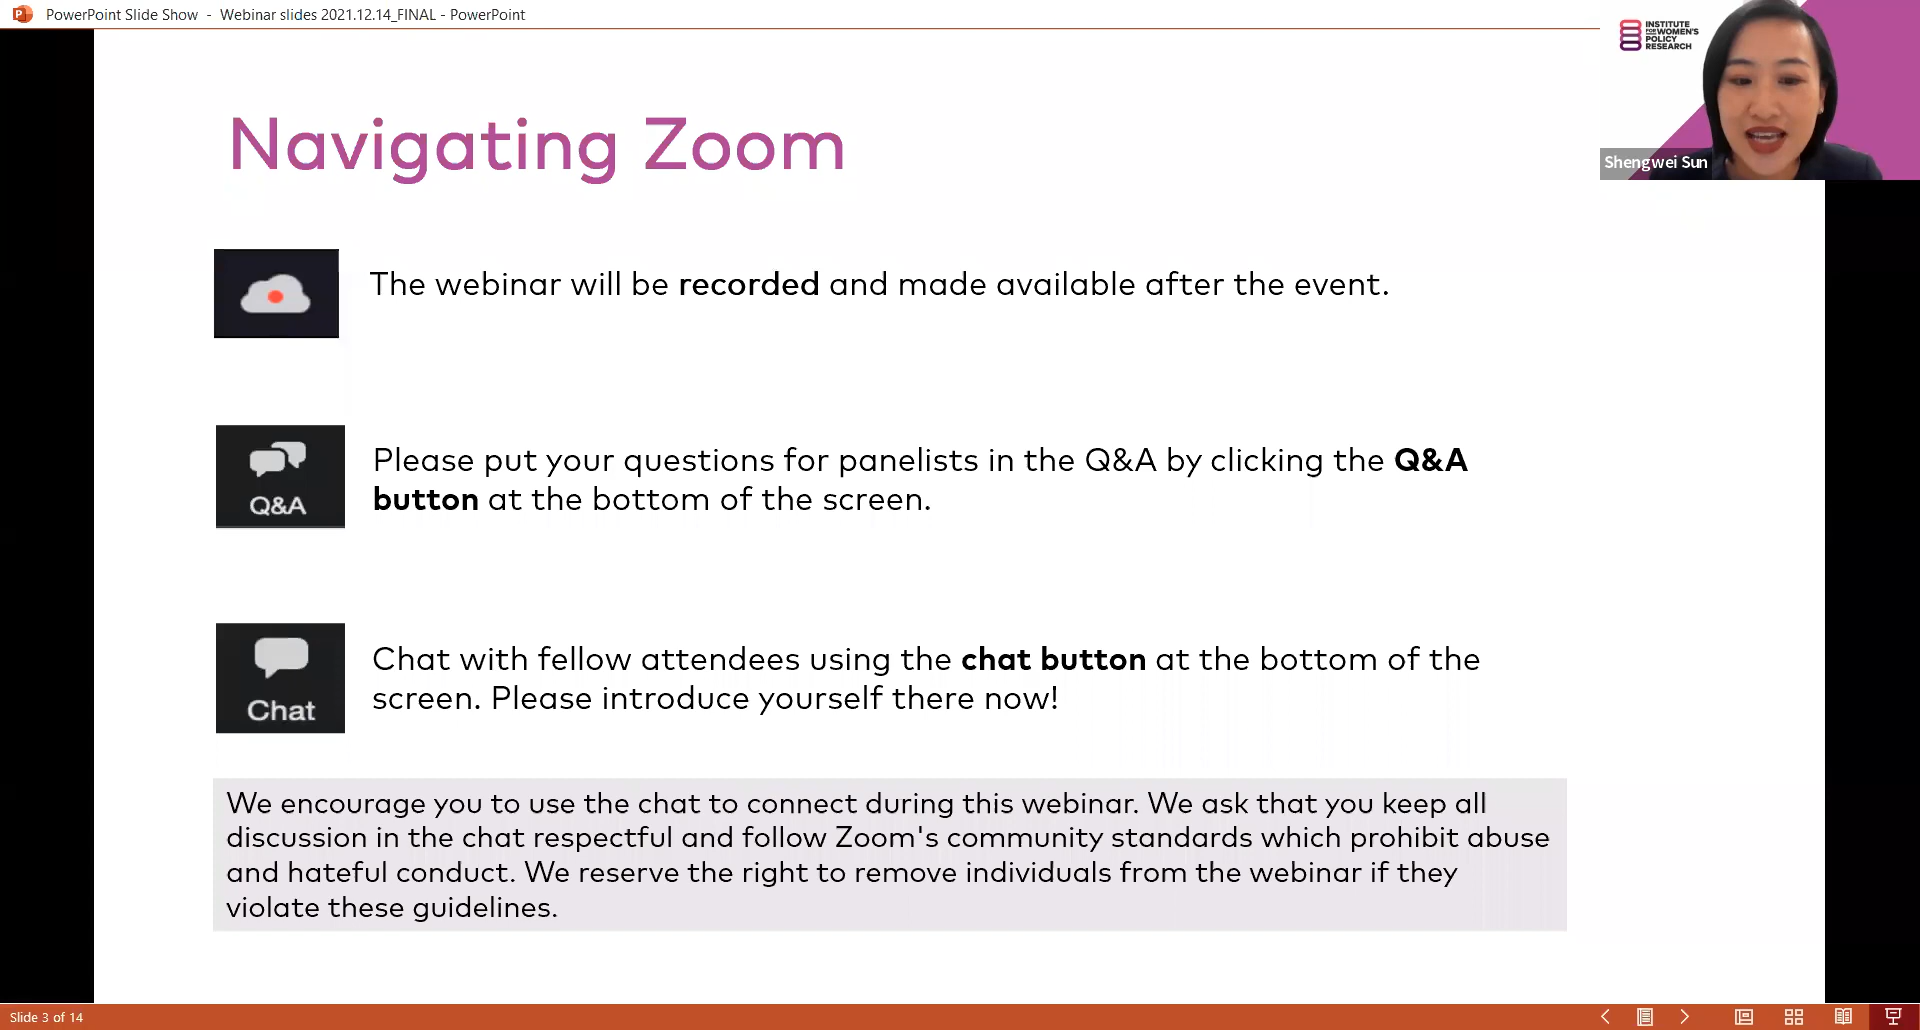 PowerPoint Slide Show - Webinar slides 2021.12.14_FINAL - PowerPoint
INSTITUTE
FOR WOMEN'S
POLICY
RESEARCH
Shengwei Sun
Navigating Zoom
The webinar will be recorded and made available after the event.
Q&A
Please put your questions for panelists in the Q&A by clicking the Q&A
button at the bottom of the screen.
Chat
Chat with fellow attendees using the chat button at the bottom of the
screen. Please introduce yourself there now!
We encourage you to use the chat to connect during this webinar. We ask that you keep all
discussion in the chat respectful and follow Zoom's community standards which prohibit abuse
and hateful conduct. We reserve the right to remove individuals from the webinar if they
violate these guidelines.
Slide 3 of 14